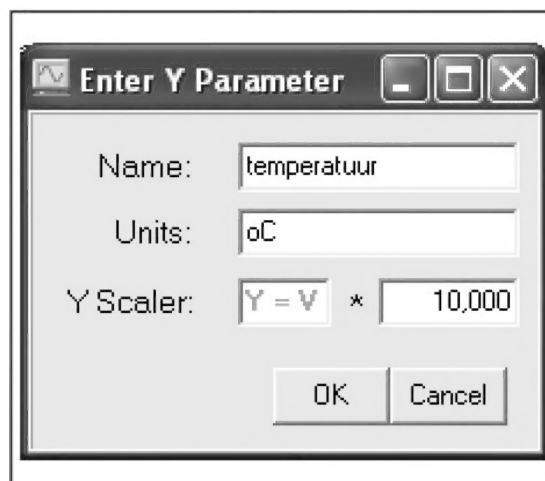 Enter Y Parameter
Name: temperatuur
Units: oC
Y Scaler: Y = V * 10,000
OK Cancel